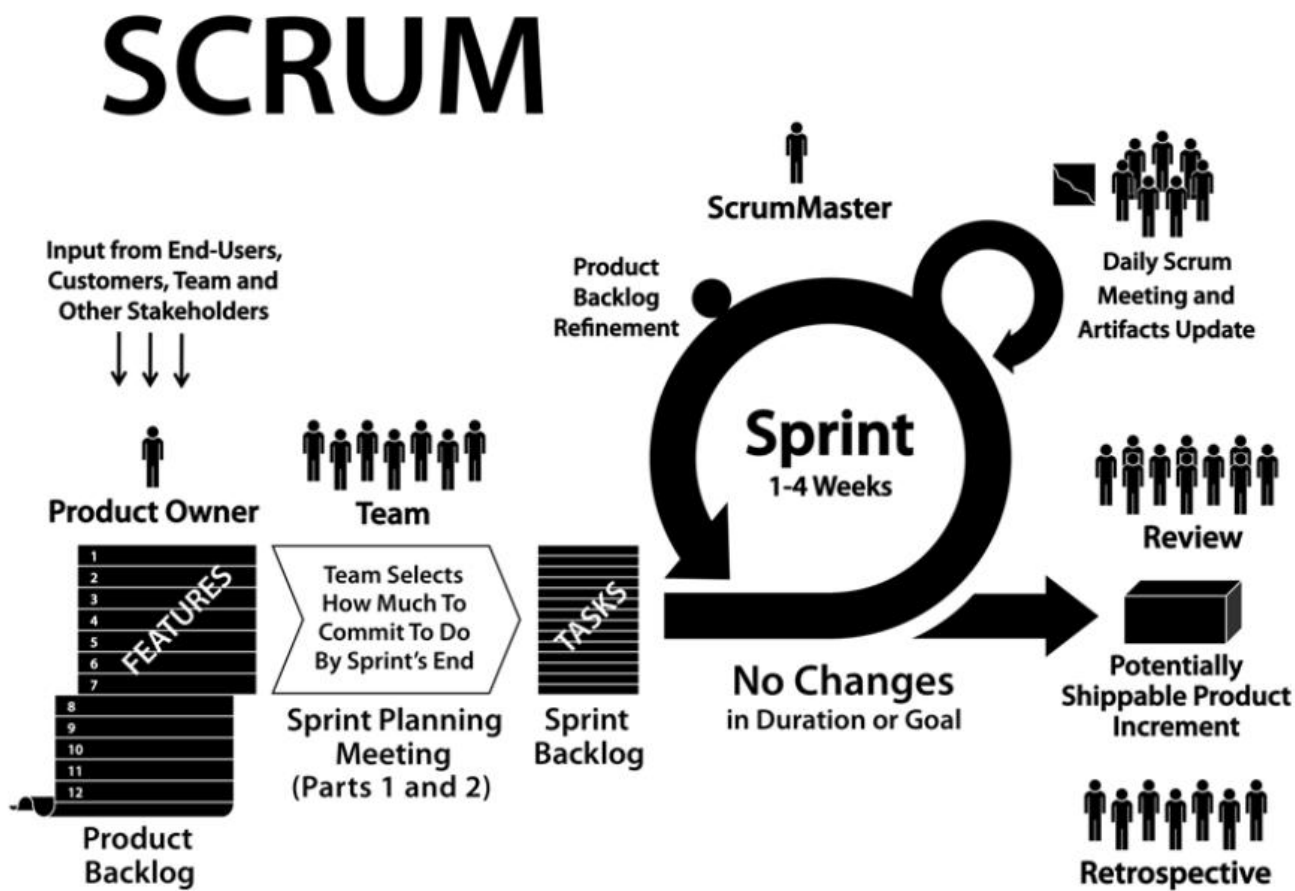 SCRUM
Input from End-Users,
Customers, Team and
Other Stakeholders
Product Owner
1
2
3
4
5
6
7
FEATURES
8
9
10
11
12
Product
Backlog
Team
Team Selects
How Much To
Commit To Do
By Sprint's End
Sprint Planning
Meeting
(Parts 1 and 2)
TASKS
Sprint
Backlog
Product
Backlog
Refinement
ScrumMaster
Sprint
1-4 Weeks
No Changes
in Duration or Goal
Daily Scrum
Meeting and
Artifacts Update
Review
Potentially
Shippable Product
Increment
Retrospective